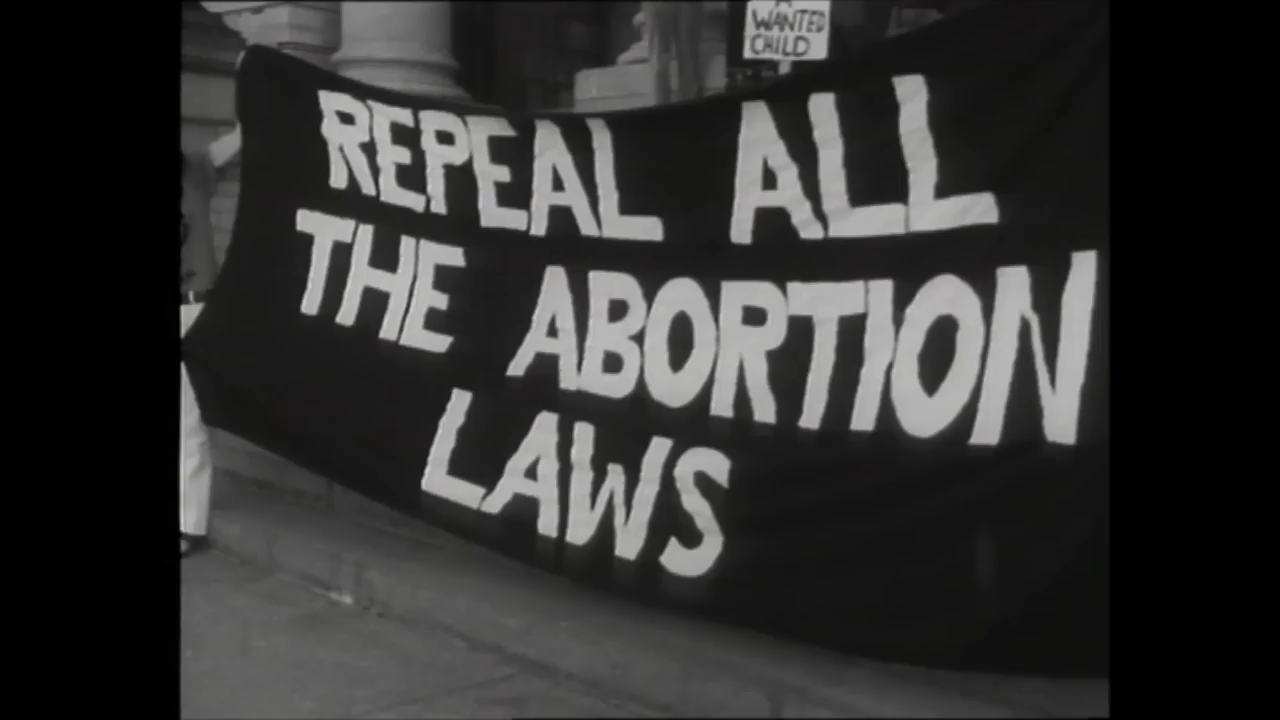 WANTED
CHILD
REPEAL ALL
THE ABORTION
LAWS